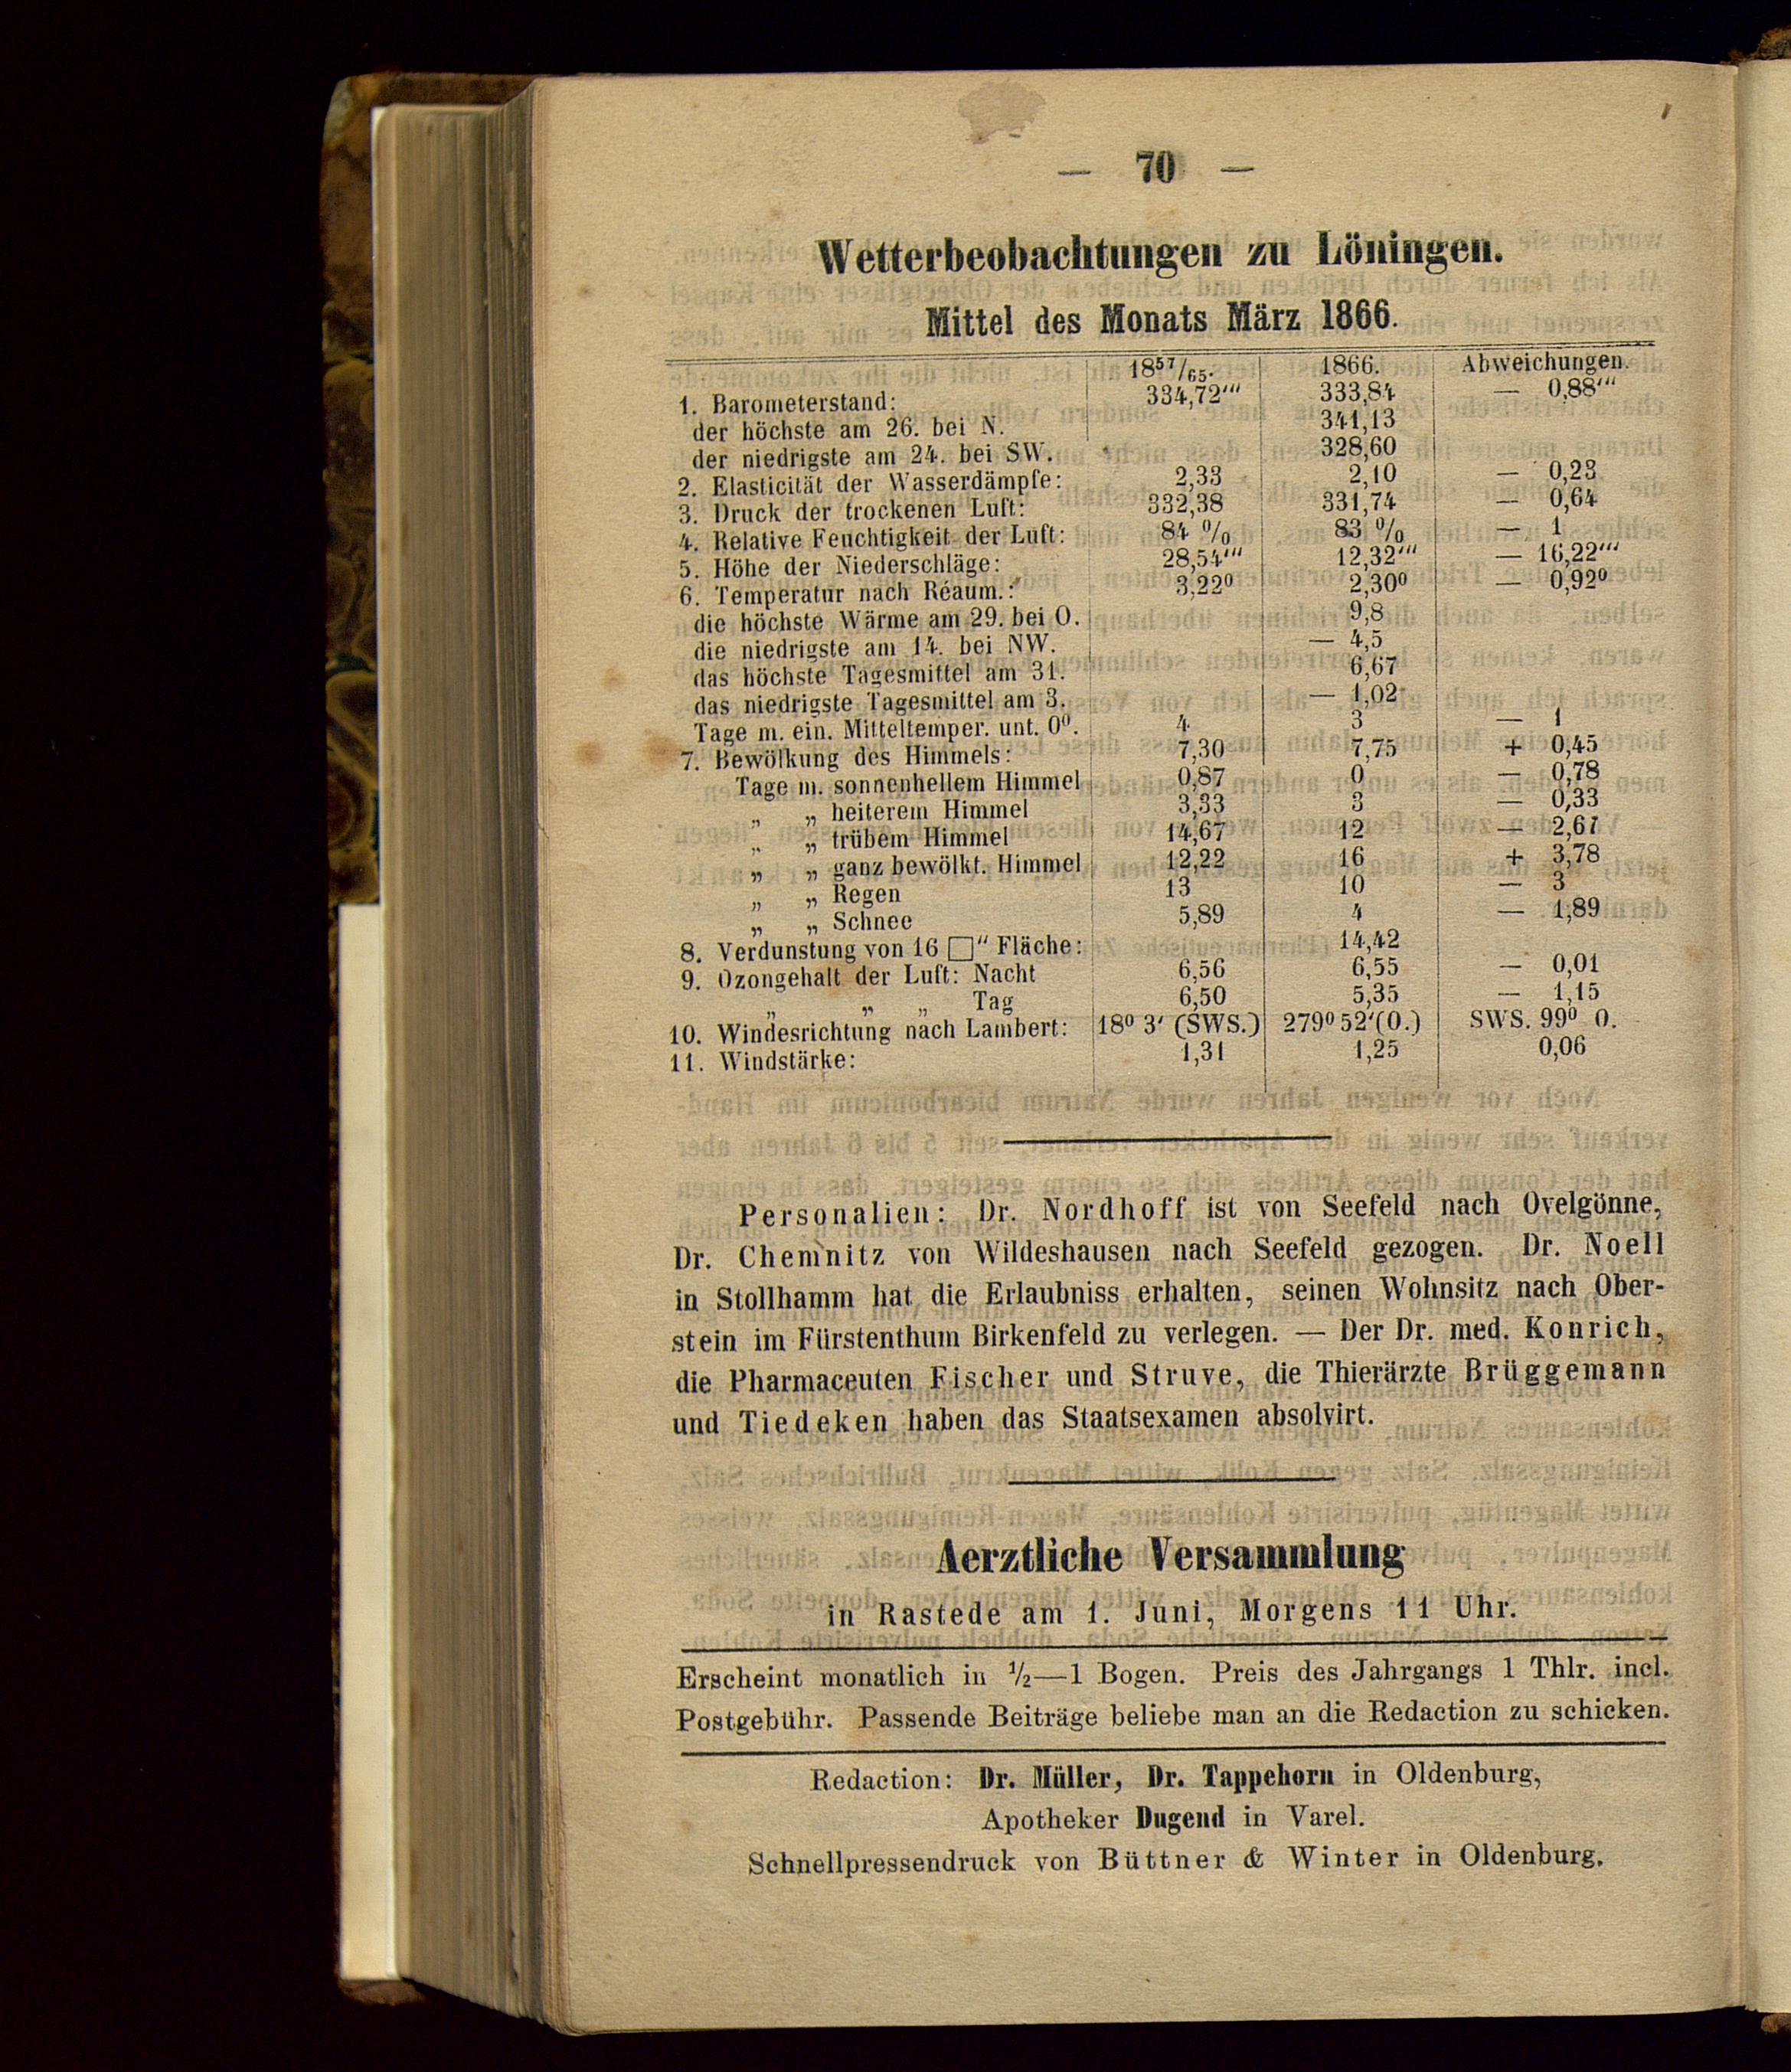 — 70 —
Wetterbeobachtungen zu Löningen.
Mittel des Monats März 1866.
18⁵⁷/₆₅. 1866. Abweichungen.
1. Barometerstand: 334,72‴ 333,84 — 0,88‴
der höchste am 26. bei N. 341,13
der niedrigste am 24. bei SW. 328,60
2. Elasticität der Wasserdämpfe: 2,33 2,10 — 0,23
3. Druck der trockenen Luft: 332,38 331,74 — 0,64
4. Relative Feuchtigkeit der Luft: 84 % 83 % — 1
5. Höhe der Niederschläge: 28,54‴ 12,32‴ — 16,22‴
6. Temperatur nach Réaum.: 3,22⁰ 2,30⁰ — 0,92⁰
die höchste Wärme am 29. bei O. 9,8
die niedrigste am 14. bei NW. — 4,5
das höchste Tagesmittel am 31. 6,67
das niedrigste Tagesmittel am 3. — 1,02
Tage m. ein. Mitteltemper. unt. 0⁰. 4 3 — 1
7. Bewölkung des Himmels: 7,30 7,75 + 0,45
Tage m. sonnenhellem Himmel 0,87 0 — 0,78
„ „ heiterem Himmel 3,33 3 — 0,33
„ „ trübem Himmel 14,67 12 — 2,67
„ „ ganz bewölkt. Himmel 12,22 16 + 3,78
„ „ Regen 13 10 — 3
„ „ Schnee 5,89 4 — 1,89
8. Verdunstung von 16 □“ Fläche: 14,42
9. Ozongehalt der Luft: Nacht 6,56 6,55 — 0,01
„ „ „ Tag 6,50 5,35 — 1,15
10. Windesrichtung nach Lambert: 18⁰ 3′ (SWS.) 279⁰ 52′ (O.) SWS. 99⁰ O.
11. Windstärke: 1,31 1,25 0,06
Personalien: Dr. Nordhoff ist von Seefeld nach Ovelgönne,
Dr. Chemnitz von Wildeshausen nach Seefeld gezogen. Dr. Noell
in Stollhamm hat die Erlaubniss erhalten, seinen Wohnsitz nach Ober-
stein im Fürstenthum Birkenfeld zu verlegen. — Der Dr. med. Konrich,
die Pharmaceuten Fischer und Struve, die Thierärzte Brüggemann
und Tiedeken haben das Staatsexamen absolvirt.
Aerztliche Versammlung
in Rastede am 1. Juni, Morgens 11 Uhr.
Erscheint monatlich in ½—1 Bogen. Preis des Jahrgangs 1 Thlr. incl.
Postgebühr. Passende Beiträge beliebe man an die Redaction zu schicken.
Redaction: Dr. Müller, Dr. Tappehorn in Oldenburg,
Apotheker Dugend in Varel.
Schnellpressendruck von Büttner & Winter in Oldenburg.